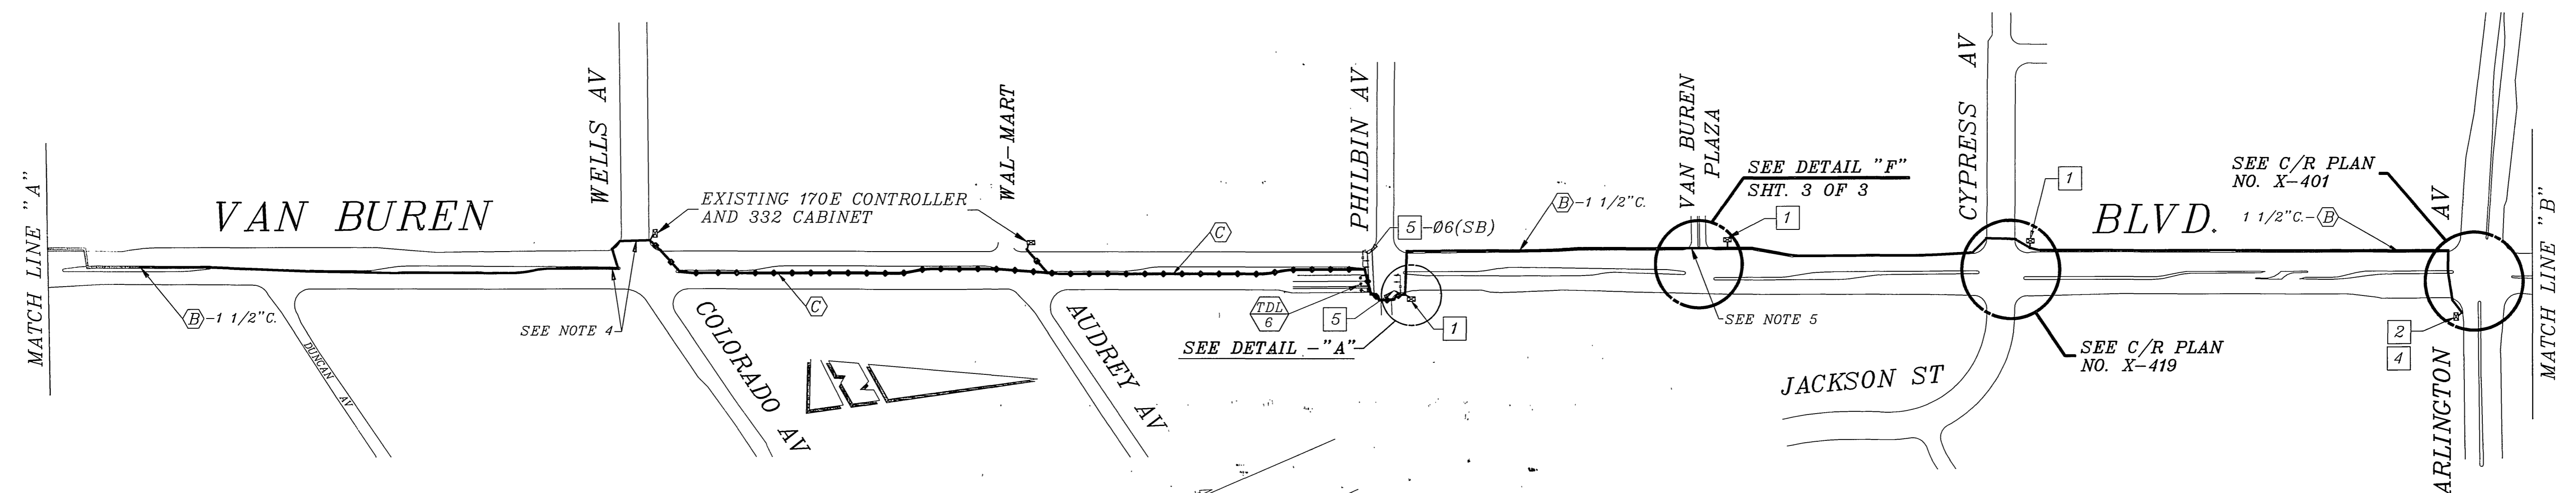 MATCH LINE "A"
VAN BUREN
B -1 1/2"C.
DUNCAN AV
WELLS AV
SEE NOTE 4
EXISTING 170E CONTROLLER
AND 332 CABINET
C
COLORADO AV
WAL-MART
AUDREY AV
C
PHILBIN AV
5 -Ø6(SB)
TDL
6
5
1
SEE DETAIL -"A"
B -1 1/2"C.
VAN BUREN
PLAZA
SEE DETAIL "F"
SHT. 3 OF 3
1
SEE NOTE 5
CYPRESS AV
1
JACKSON ST
SEE C/R PLAN
NO. X-419
BLVD.
SEE C/R PLAN
NO. X-401
1 1/2"C.- B
2
4
ARLINGTON AV
MATCH LINE "B"
N